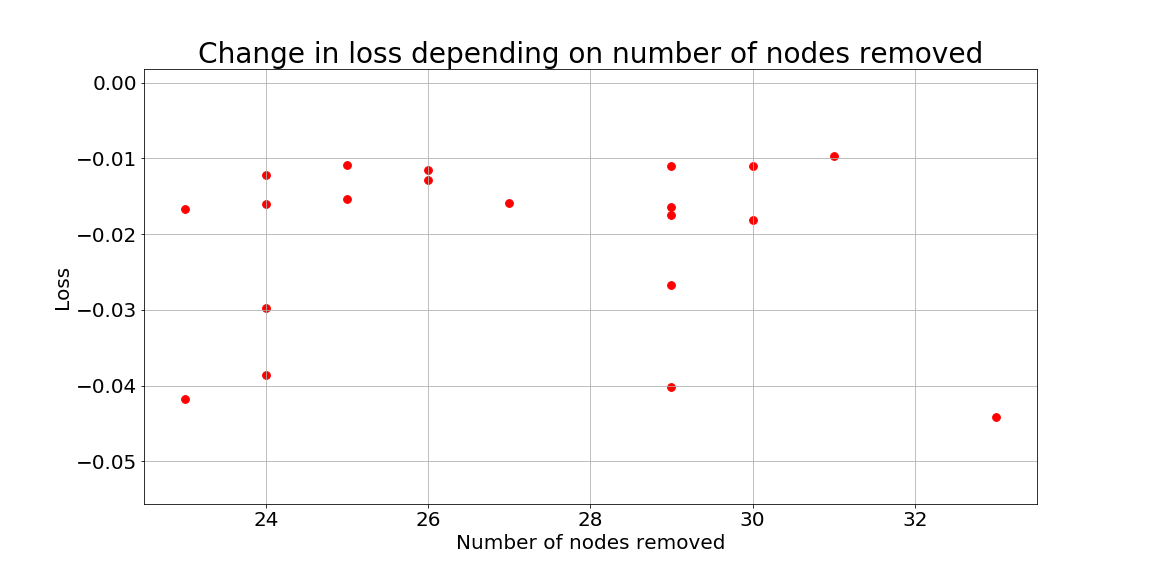 Change in loss depending on number of nodes removed
0.00
−0.01
−0.02
−0.03
−0.04
−0.05
Loss
24 26 28 30 32
Number of nodes removed